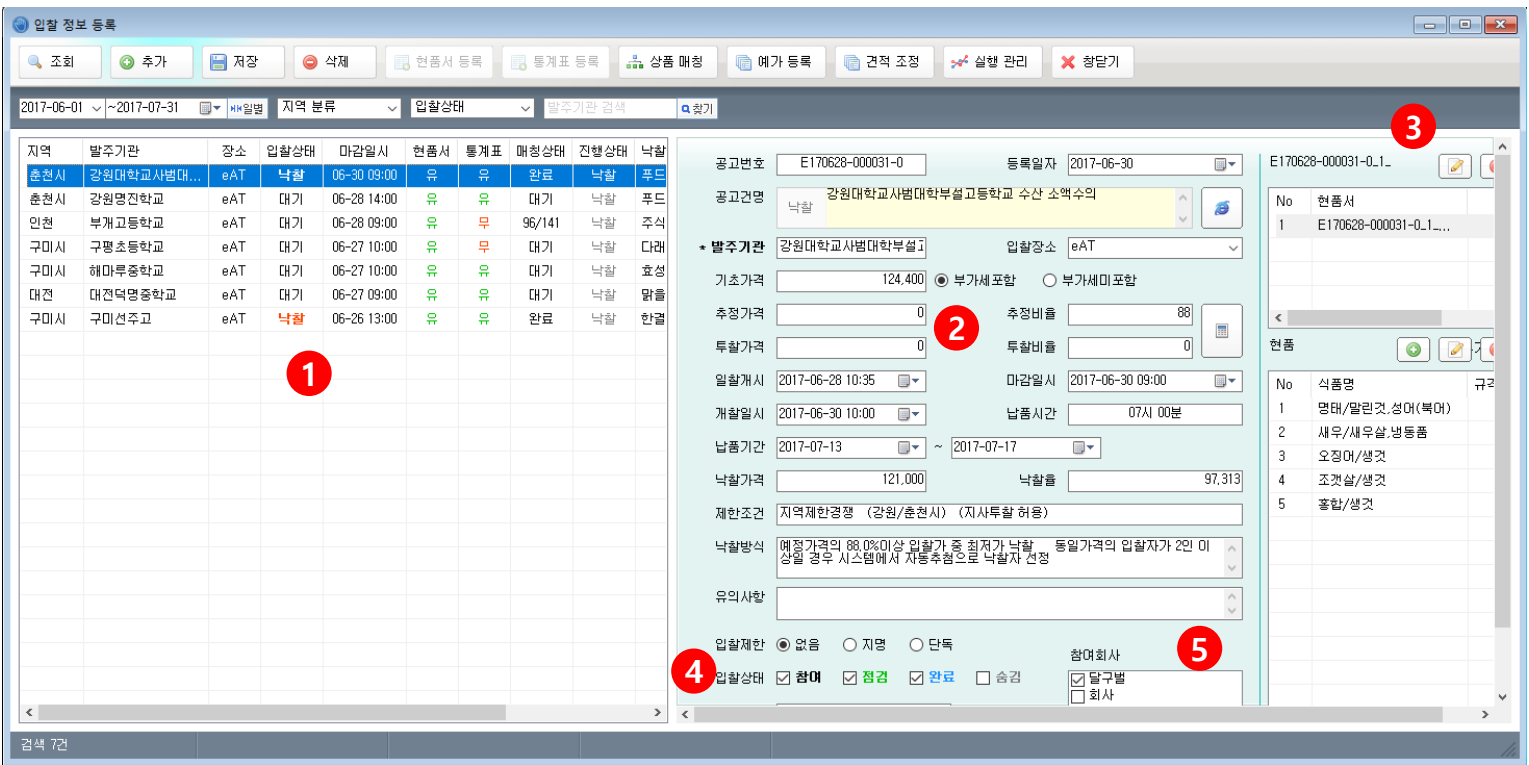 입찰 정보 등록
조회 추가 저장 삭제 현품서 등록 통계표 등록 상품 매칭 예가 등록 견적 조정 실행 관리 창닫기
2017-06-01 ~2017-07-31 일별 지역 분류 입찰상태 발주기관 검색 찾기
지역 발주기관 장소 입찰상태 마감일시 현품서 통계표 매칭상태 진행상태 낙찰
춘천시 강원대학교사범대... eAT 낙찰 06-30 09:00 유 유 완료 낙찰 푸드
춘천시 강원명진학교 eAT 대기 06-28 14:00 유 유 대기 낙찰 푸드
인천 부개고등학교 eAT 대기 06-28 09:00 유 무 96/141 낙찰 주식
구미시 구평초등학교 eAT 대기 06-27 10:00 유 무 대기 낙찰 다래
구미시 해마루중학교 eAT 대기 06-27 10:00 유 유 대기 낙찰 효성
대전 대전덕명중학교 eAT 대기 06-27 09:00 유 유 대기 낙찰 맑을
구미시 구미선주고 eAT 낙찰 06-26 13:00 유 유 완료 낙찰 한결
1
공고번호 E170628-000031-0 등록일자 2017-06-30
공고건명 낙찰 강원대학교사범대학부설고등학교 수산 소액수의
* 발주기관 강원대학교사범대학부설고 입찰장소 eAT
기초가격 124,400 부가세포함 부가세미포함
추정가격 0 2 추정비율 88
투찰가격 0 투찰비율 0
일찰개시 2017-06-28 10:35 마감일시 2017-06-30 09:00
개찰일시 2017-06-30 10:00 납품시간 07시 00분
납품기간 2017-07-13 ~ 2017-07-17
낙찰가격 121,000 낙찰율 97,313
제한조건 지역제한경쟁 (강원/춘천시) (지사투찰 허용)
낙찰방식 예정가격의 88.0%이상 입찰가 중 최저가 낙찰 동일가격의 입찰자가 2인 이
상일 경우 시스템에서 자동추첨으로 낙찰자 선정
유의사항
입찰제한 없음 지명 단독
4 입찰상태 참여 점검 완료 숨김
참여회사 5
달구벌
회사
3
E170628-000031-0_1_
No 현품서
1 E170628-000031-0_1_...
현품
No 식품명 규격
1 명태/말린것,성어(북어)
2 새우/새우살,냉동품
3 오징어/생것
4 조갯살/생것
5 홍합/생것
검색 7건